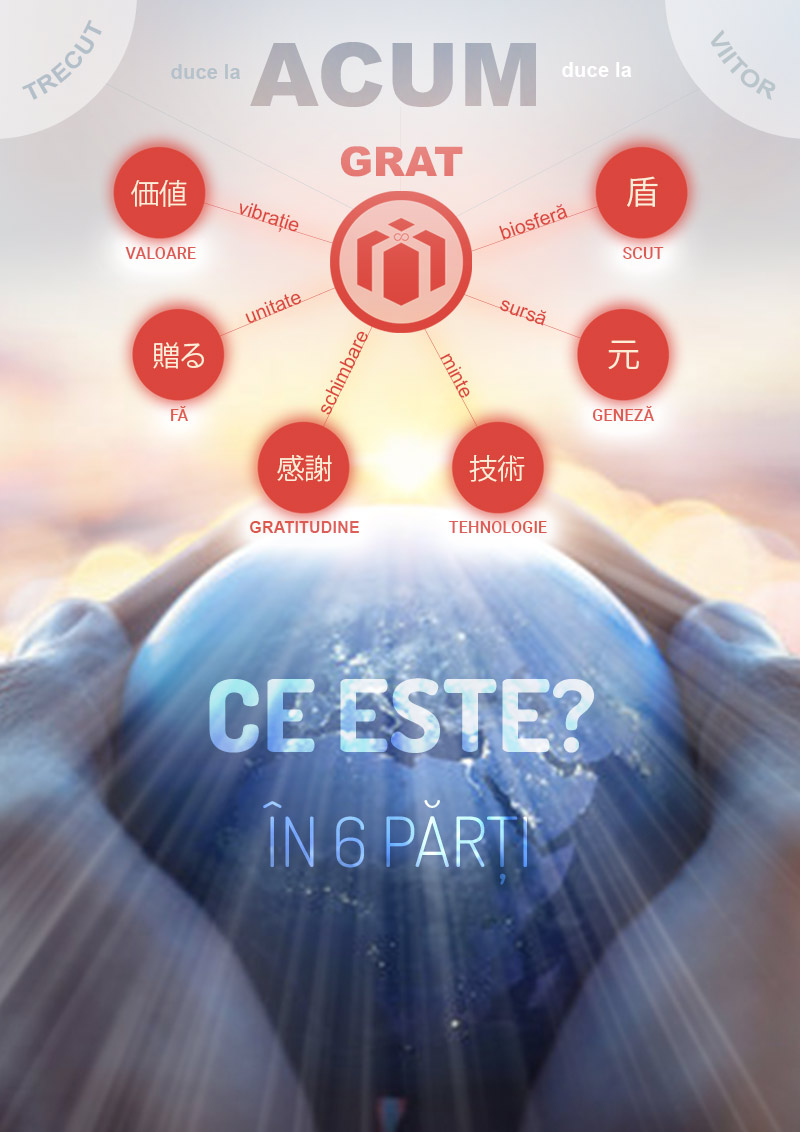 TRECUT
duce la
ACUM
duce la
VIITOR
GRAT
価値
VALOARE
vibrație
biosferă
盾
SCUT
贈る
FĂ
unitate
sursă
元
GENEZĂ
schimbare
minte
感謝
GRATITUDINE
技術
TEHNOLOGIE
CE ESTE?
ÎN 6 PĂRȚI